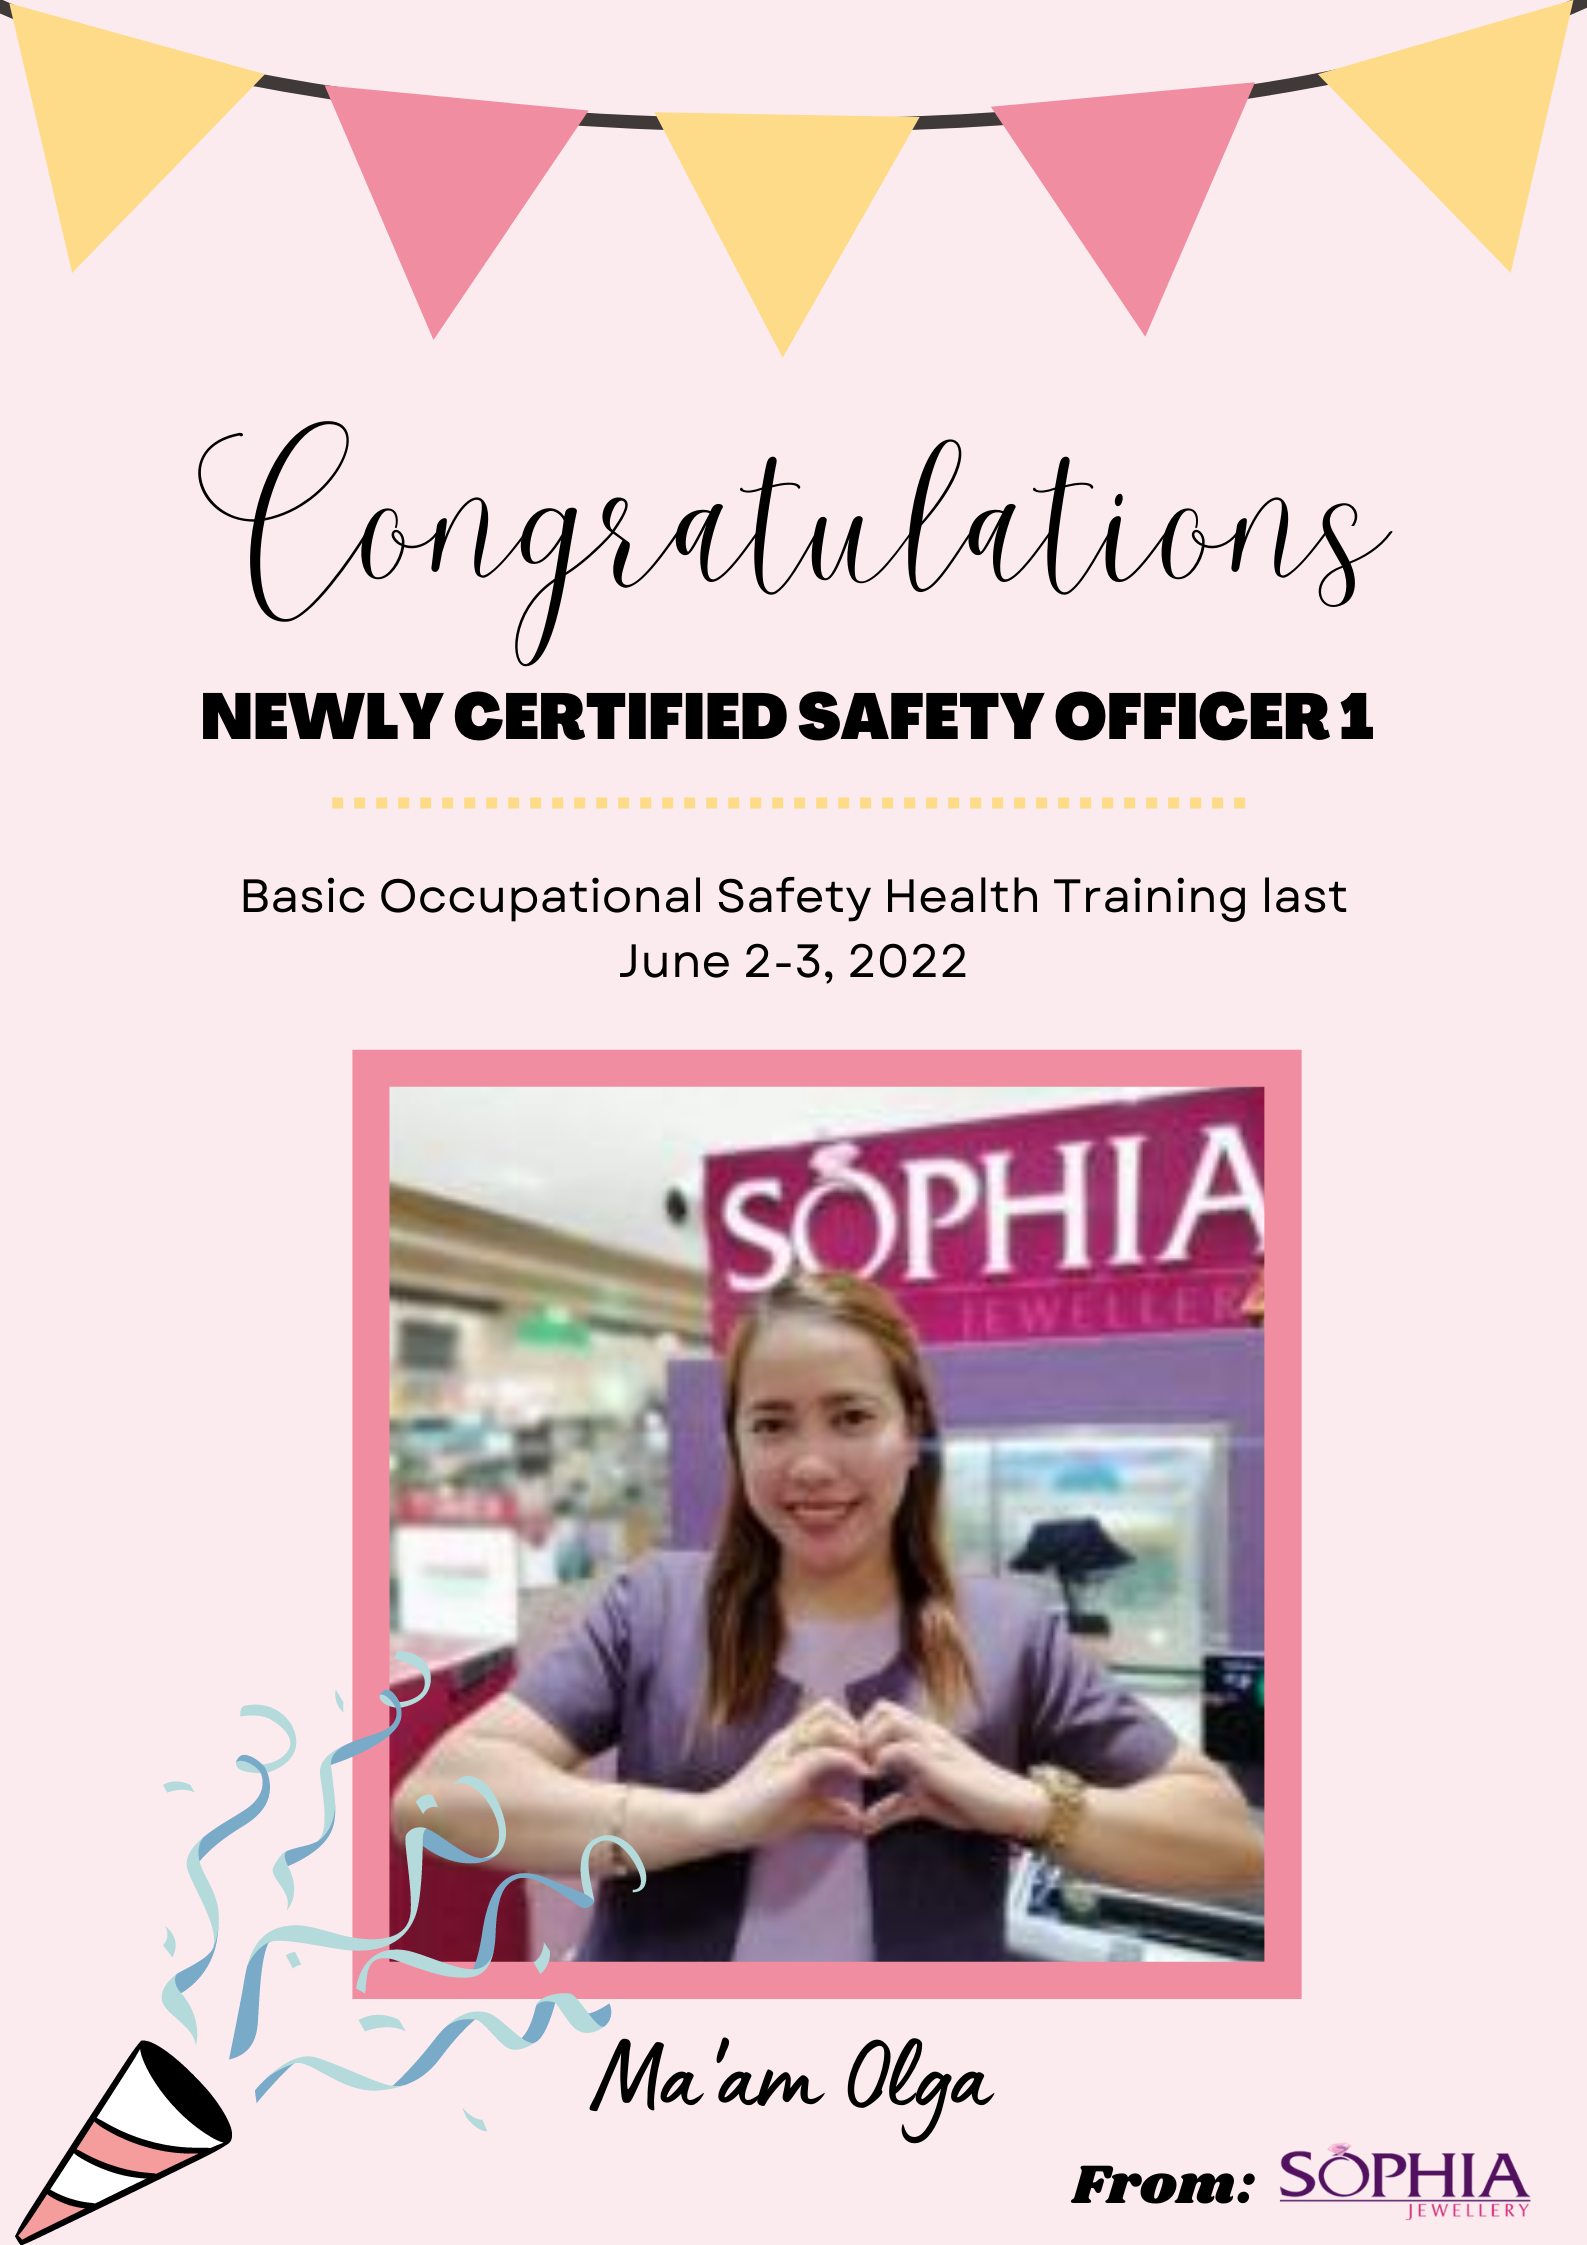 Congratulations
NEWLY CERTIFIED SAFETY OFFICER 1
Basic Occupational Safety Health Training last
June 2-3, 2022
SOPHIA
JEWELLER
Ma'am Olga
From: SOPHIA
JEWELLERY